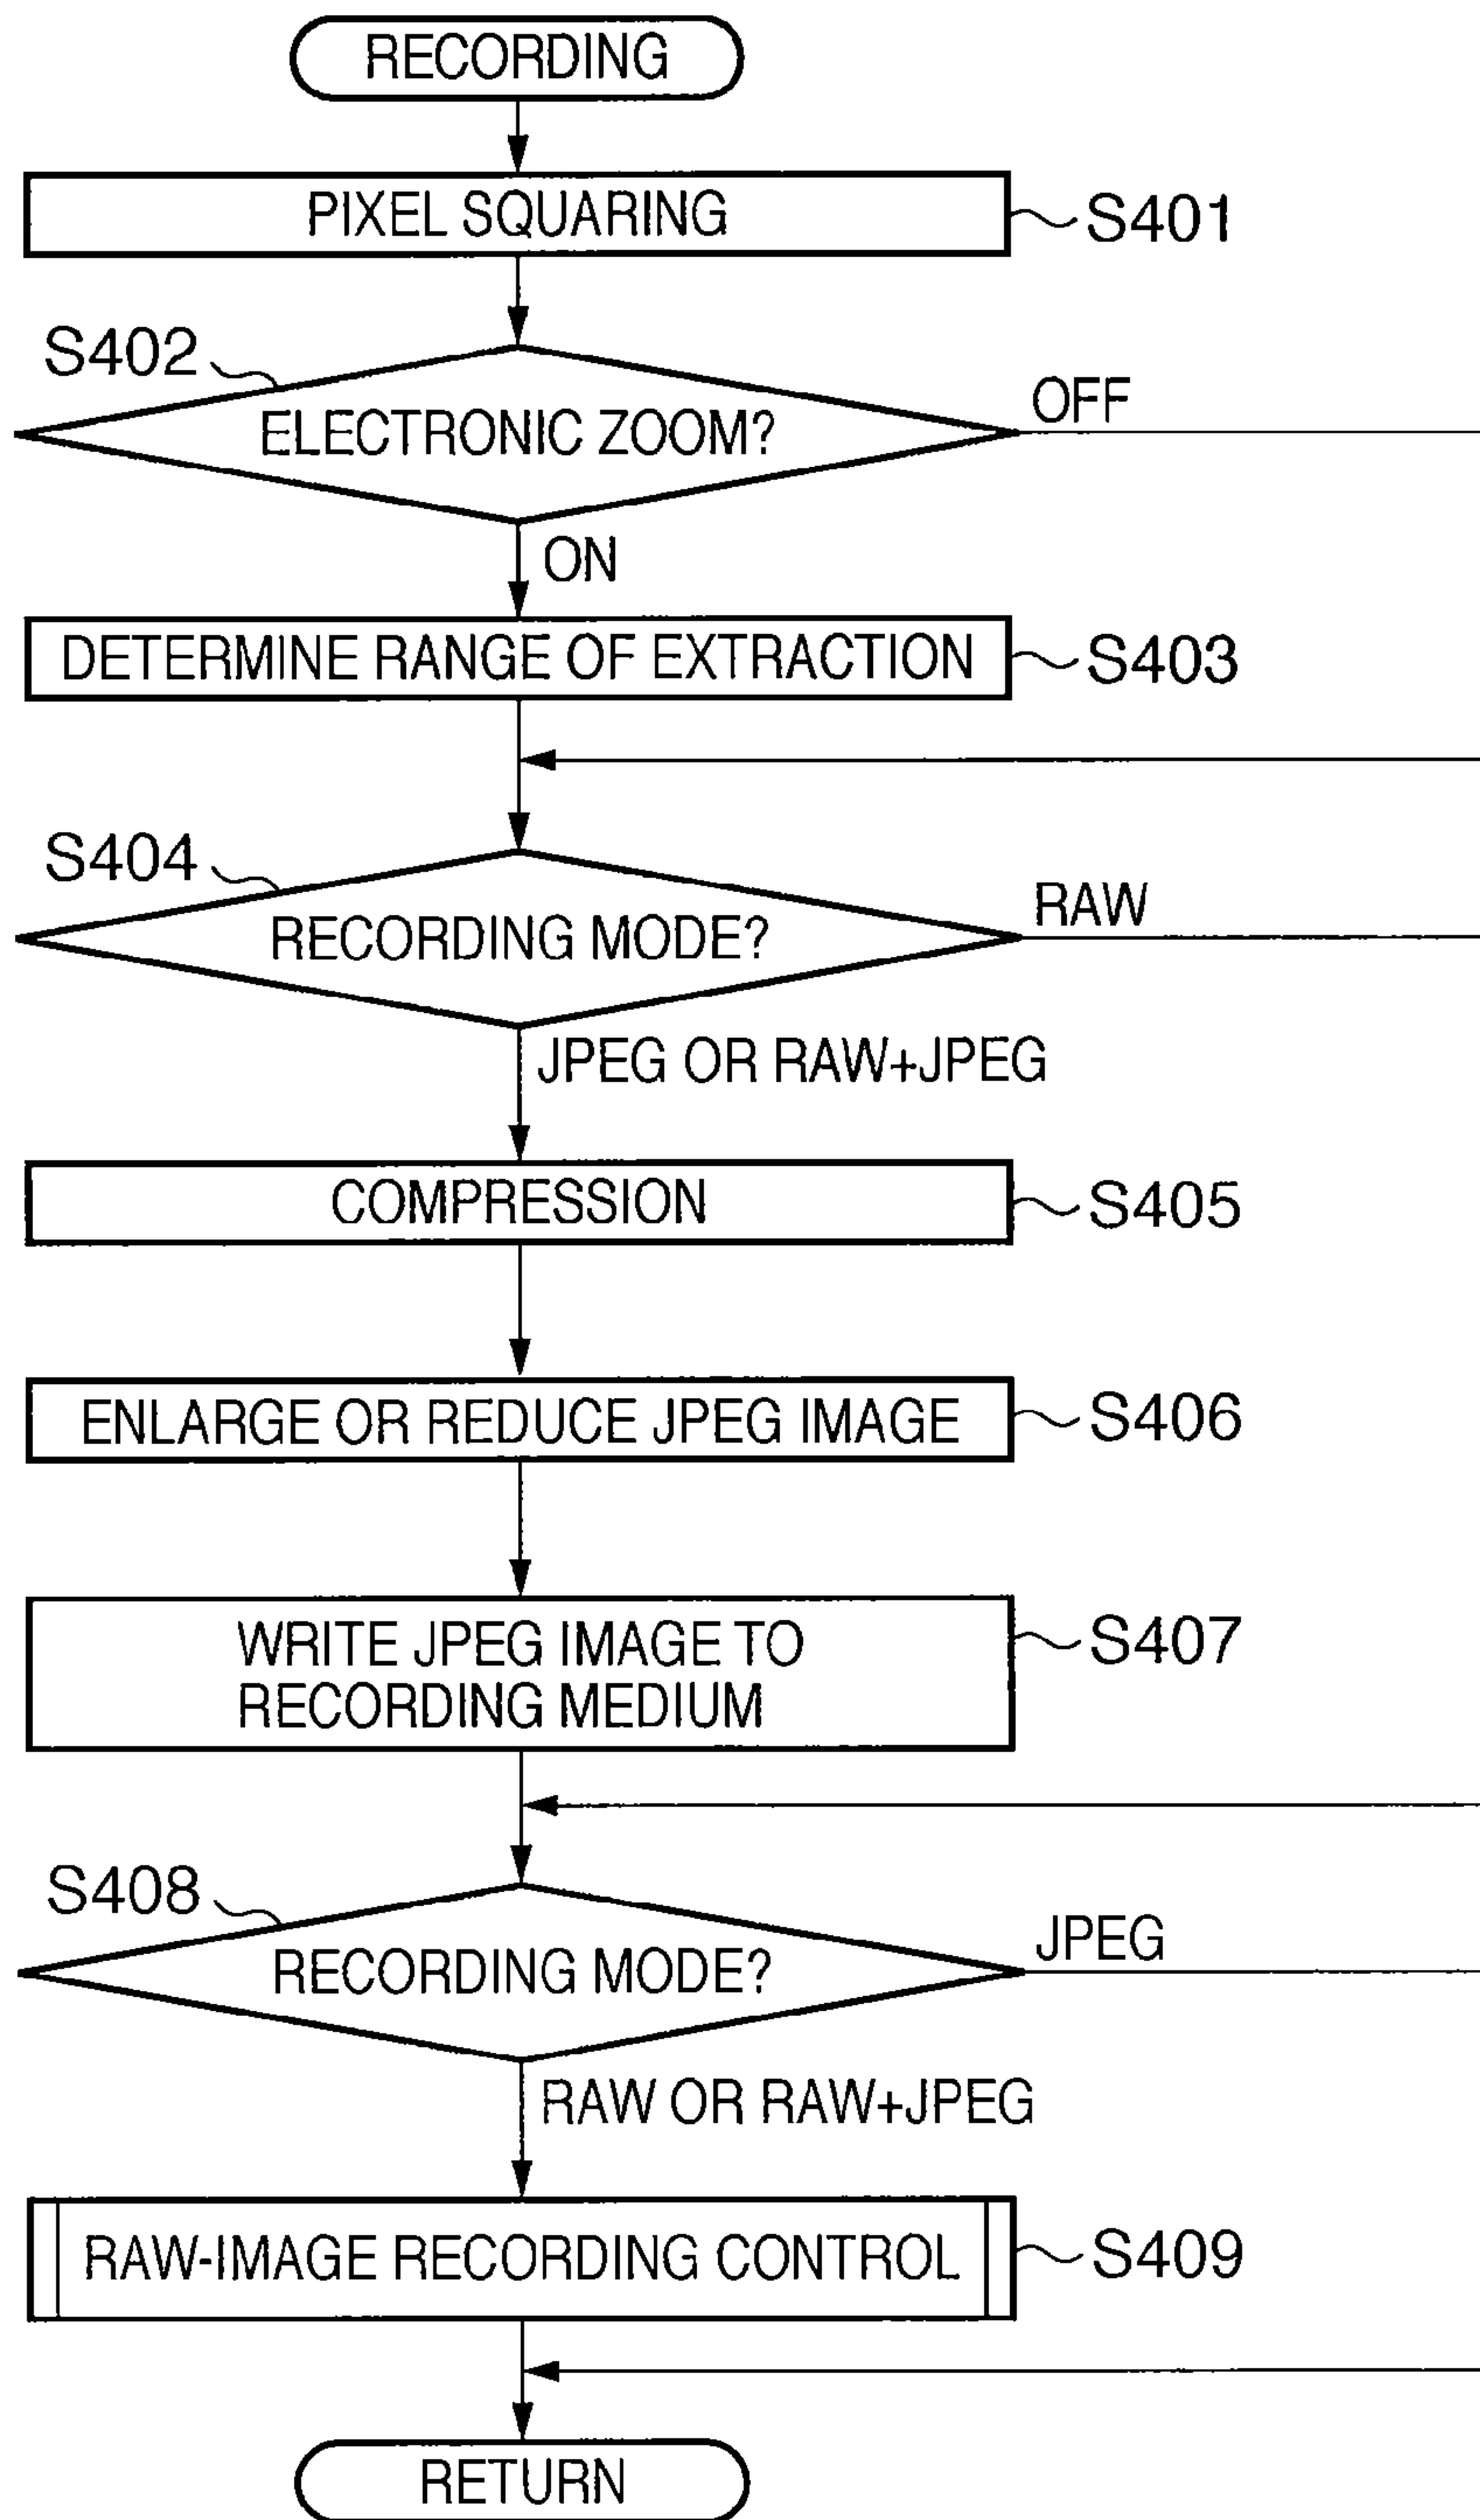 RECORDING
PIXEL SQUARING
S401
S402
ELECTRONIC ZOOM?
OFF
ON
DETERMINE RANGE OF EXTRACTION
S403
S404
RECORDING MODE?
RAW
JPEG OR RAW+JPEG
COMPRESSION
S405
ENLARGE OR REDUCE JPEG IMAGE
S406
WRITE JPEG IMAGE TO
RECORDING MEDIUM
S407
S408
RECORDING MODE?
JPEG
RAW OR RAW+JPEG
RAW-IMAGE RECORDING CONTROL
S409
RETURN